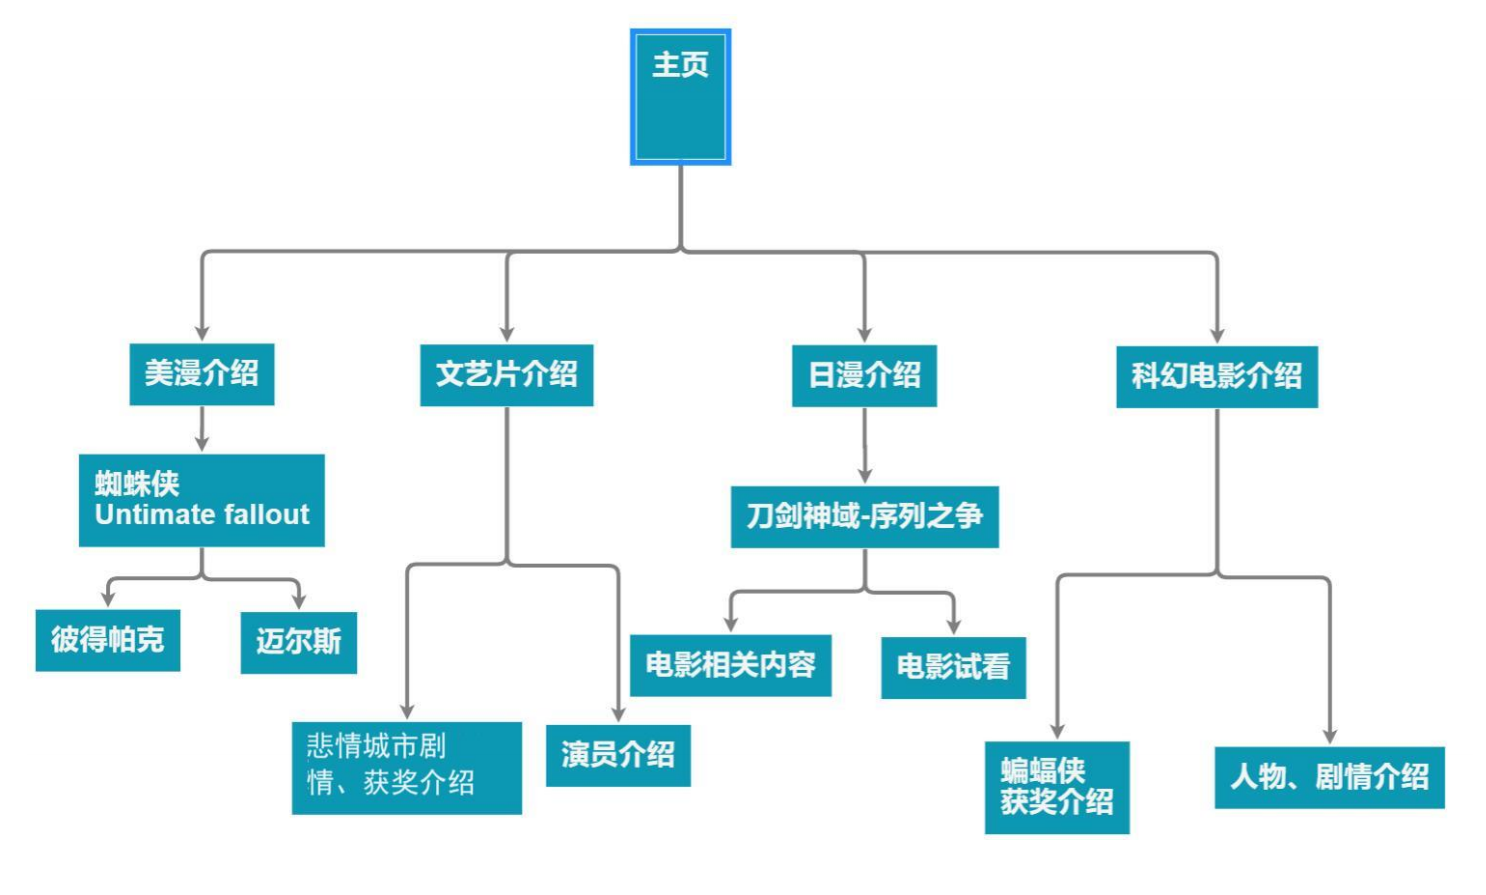 主页
美漫介绍
文艺片介绍
日漫介绍
科幻电影介绍
蜘蛛侠
Untimate fallout
刀剑神域-序列之争
彼得帕克
迈尔斯
电影相关内容
电影试看
悲情城市剧
情、获奖介绍
演员介绍
蝙蝠侠
获奖介绍
人物、剧情介绍